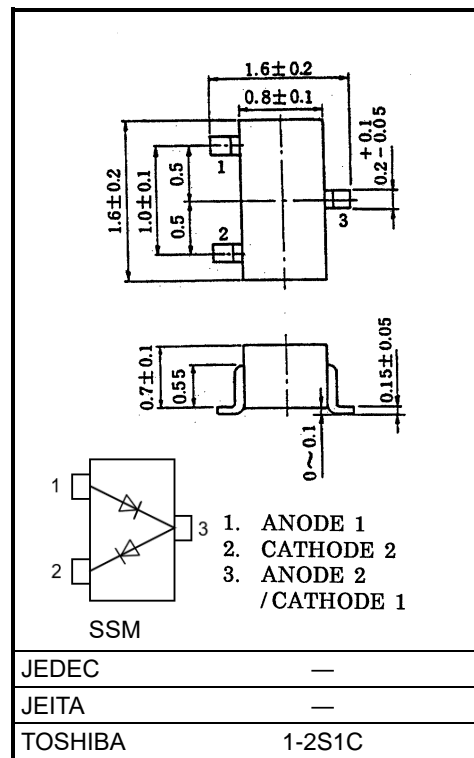 1.6±0.2
0.8±0.1
+0.1
0.2-0.05
1.6±0.2
1.0±0.1
0.5
0.5
1
2
3
0.7±0.1
0.55
0.15±0.05
0~0.1
1
2
3
1. ANODE 1
2. CATHODE 2
3. ANODE 2
/CATHODE 1
SSM
JEDEC —
JEITA —
TOSHIBA 1-2S1C